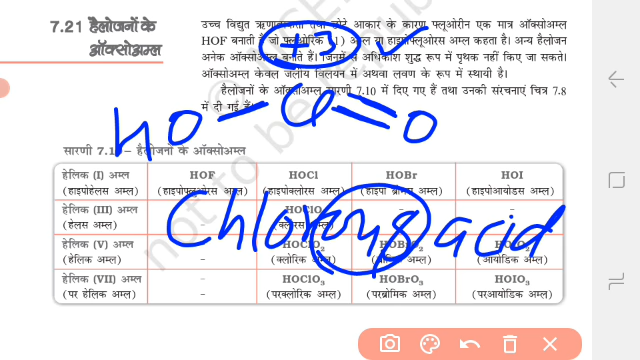 7.21 हैलोजनों के
ऑक्सोअम्ल
उच्च विद्युत ऋणात्मकता तथा छोटे आकार के कारण फ्लुओरीन एक मात्र ऑक्सोअम्ल
HOF बनाती है जो अम्ल या हाइपोफ्लुओरस अम्ल कहता है। अन्य हैलोजन
अनेक ऑक्सोअम्ल बनाते हैं। जिनमें से अधिकांश शुद्ध रूप में पृथक नहीं किए जा सकते।
ऑक्सोअम्ल केवल जलीय विलयन में अथवा लवण के रूप में स्थायी है।
हैलोजनों के ऑक्सोअम्ल सारणी 7.10 में दिए गए हैं तथा उनकी संरचनाएं चित्र 7.8
में दी गई हैं।
+3
HO – Cl = O
सारणी 7.1 – हैलोजनों के ऑक्सोअम्ल
हेलिक (I) अम्ल HOF HOCl HOBr HOI
(हाइपोहेलस अम्ल) (हाइपोफ्लुओरस अम्ल) (हाइपोक्लोरस अम्ल) (हाइपो ब्रोमस अम्ल) (हाइपोआयोडस अम्ल)
हेलिक (III) अम्ल – HOClO – –
(हेलस अम्ल) अम्ल)
Chlorous acid
हेलिक (V) अम्ल – HOClO₂ HOBrO₂ HOIO₂
(हेलिक अम्ल) – (क्लोरिक अम्ल) अम्ल) (आयोडिक अम्ल)
हेलिक (VII) अम्ल – HOClO₃ HOBrO₃ HOIO₃
(पर हेलिक अम्ल) – (परक्लोरिक अम्ल) (परब्रोमिक अम्ल) (परआयोडिक अम्ल)